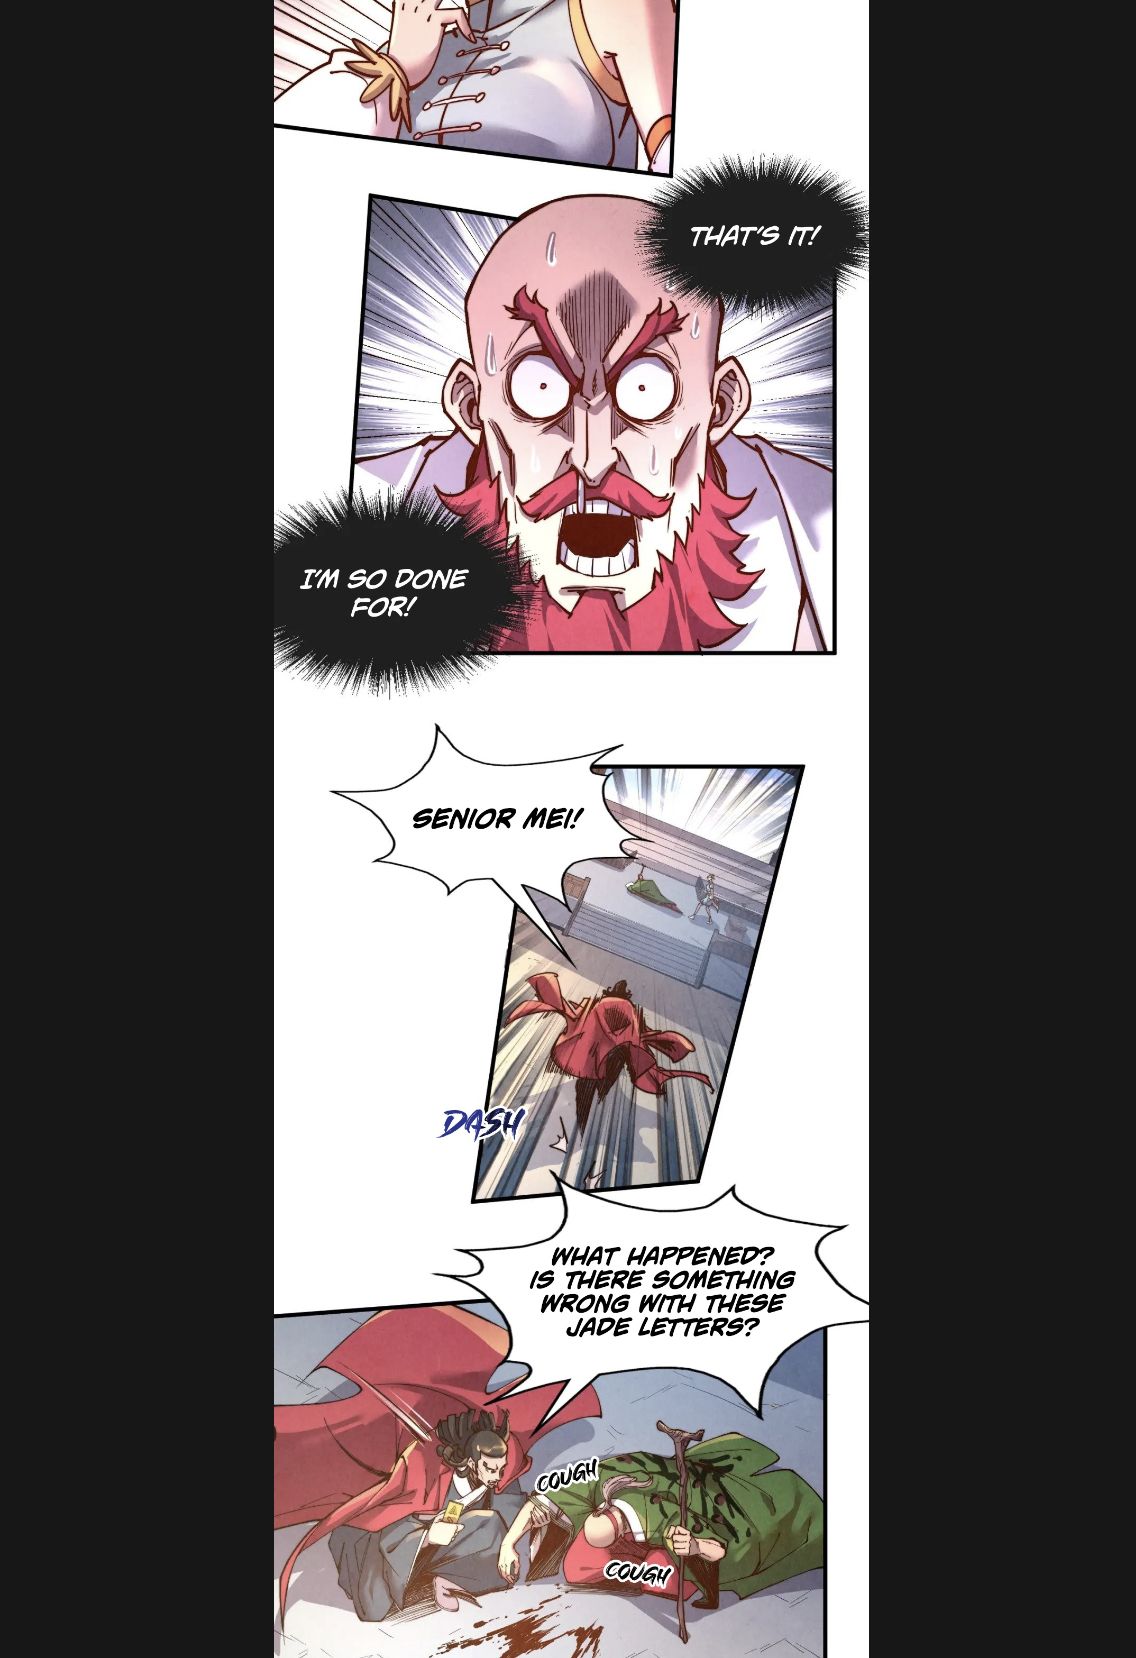 THAT'S IT!
I'M SO DONE
FOR!
SENIOR MEI!
DASH
WHAT HAPPENED?
IS THERE SOMETHING
WRONG WITH THESE
JADE LETTERS?
COUGH
COUGH